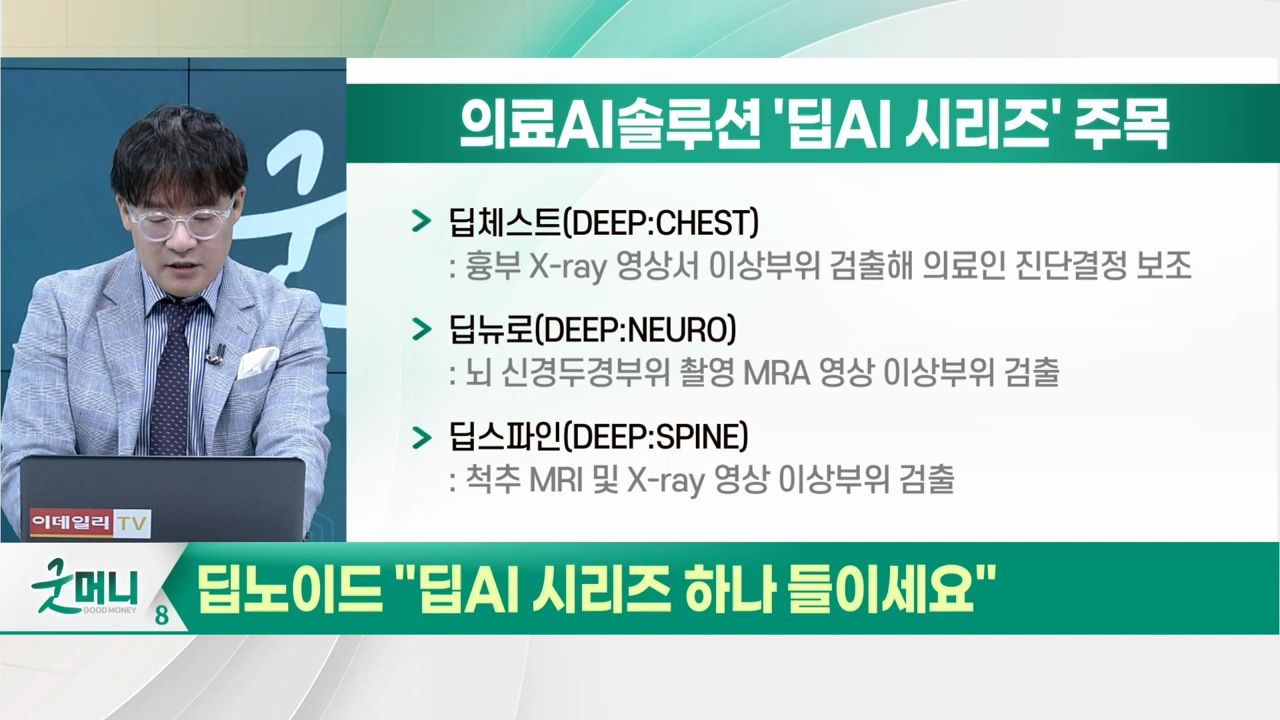 의료AI솔루션 '딥AI 시리즈' 주목
> 딥체스트(DEEP:CHEST)
: 흉부 X-ray 영상서 이상부위 검출해 의료인 진단결정 보조
> 딥뉴로(DEEP:NEURO)
: 뇌 신경두경부위 촬영 MRA 영상 이상부위 검출
> 딥스파인(DEEP:SPINE)
: 척추 MRI 및 X-ray 영상 이상부위 검출
이데일리 TV
굿머니
GOOD MONEY
8
딥노이드 "딥AI 시리즈 하나 들이세요"